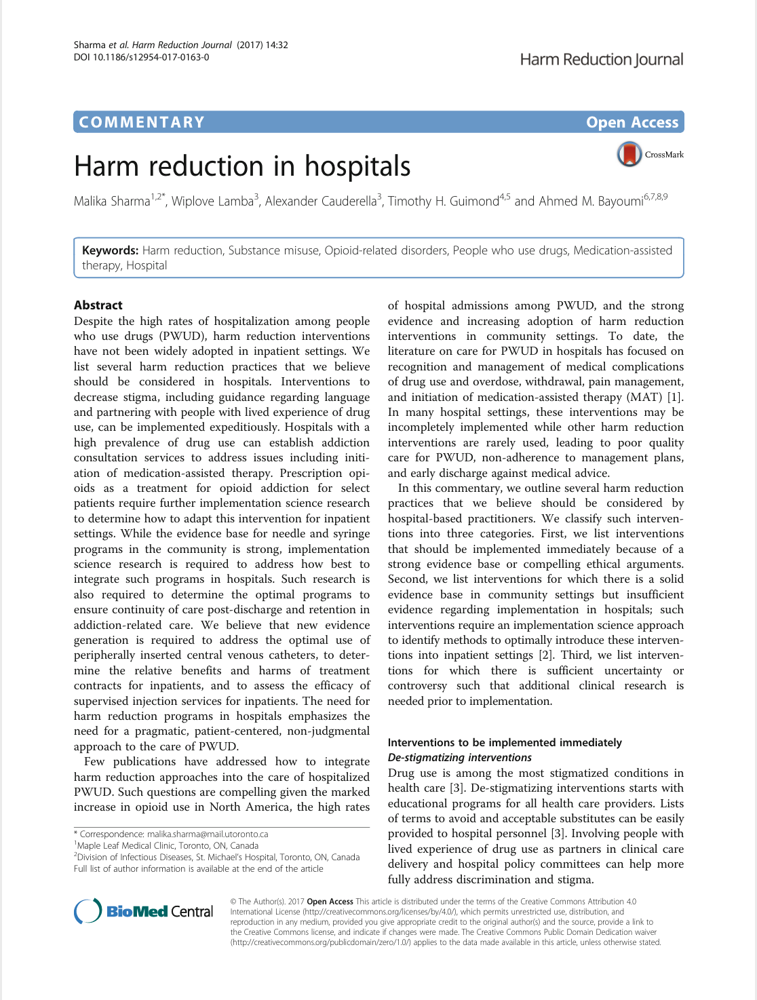 Sharma et al. Harm Reduction Journal (2017) 14:32
DOI 10.1186/s12954-017-0163-0
Harm Reduction Journal
COMMENTARY
Open Access
CrossMark
Harm reduction in hospitals
Malika Sharma1,2*, Wiplove Lamba3, Alexander Cauderella3, Timothy H. Guimond4,5 and Ahmed M. Bayoumi6,7,8,9
Keywords: Harm reduction, Substance misuse, Opioid-related disorders, People who use drugs, Medication-assisted
therapy, Hospital
Abstract
Despite the high rates of hospitalization among people
who use drugs (PWUD), harm reduction interventions
have not been widely adopted in inpatient settings. We
list several harm reduction practices that we believe
should be considered in hospitals. Interventions to
decrease stigma, including guidance regarding language
and partnering with people with lived experience of drug
use, can be implemented expeditiously. Hospitals with a
high prevalence of drug use can establish addiction
consultation services to address issues including initi-
ation of medication-assisted therapy. Prescription opi-
oids as a treatment for opioid addiction for select
patients require further implementation science research
to determine how to adapt this intervention for inpatient
settings. While the evidence base for needle and syringe
programs in the community is strong, implementation
science research is required to address how best to
integrate such programs in hospitals. Such research is
also required to determine the optimal programs to
ensure continuity of care post-discharge and retention in
addiction-related care. We believe that new evidence
generation is required to address the optimal use of
peripherally inserted central venous catheters, to deter-
mine the relative benefits and harms of treatment
contracts for inpatients, and to assess the efficacy of
supervised injection services for inpatients. The need for
harm reduction programs in hospitals emphasizes the
need for a pragmatic, patient-centered, non-judgmental
approach to the care of PWUD.
Few publications have addressed how to integrate
harm reduction approaches into the care of hospitalized
PWUD. Such questions are compelling given the marked
increase in opioid use in North America, the high rates
of hospital admissions among PWUD, and the strong
evidence and increasing adoption of harm reduction
interventions in community settings. To date, the
literature on care for PWUD in hospitals has focused on
recognition and management of medical complications
of drug use and overdose, withdrawal, pain management,
and initiation of medication-assisted therapy (MAT) [1].
In many hospital settings, these interventions may be
incompletely implemented while other harm reduction
interventions are rarely used, leading to poor quality
care for PWUD, non-adherence to management plans,
and early discharge against medical advice.
In this commentary, we outline several harm reduction
practices that we believe should be considered by
hospital-based practitioners. We classify such interven-
tions into three categories. First, we list interventions
that should be implemented immediately because of a
strong evidence base or compelling ethical arguments.
Second, we list interventions for which there is a solid
evidence base in community settings but insufficient
evidence regarding implementation in hospitals; such
interventions require an implementation science approach
to identify methods to optimally introduce these interven-
tions into inpatient settings [2]. Third, we list interven-
tions for which there is sufficient uncertainty or
controversy such that additional clinical research is
needed prior to implementation.
Interventions to be implemented immediately
De-stigmatizing interventions
Drug use is among the most stigmatized conditions in
health care [3]. De-stigmatizing interventions starts with
educational programs for all health care providers. Lists
of terms to avoid and acceptable substitutes can be easily
provided to hospital personnel [3]. Involving people with
lived experience of drug use as partners in clinical care
delivery and hospital policy committees can help more
fully address discrimination and stigma.
* Correspondence: malika.sharma@mail.utoronto.ca
1Maple Leaf Medical Clinic, Toronto, ON, Canada
2Division of Infectious Diseases, St. Michael's Hospital, Toronto, ON, Canada
Full list of author information is available at the end of the article
BioMed Central
© The Author(s). 2017 Open Access This article is distributed under the terms of the Creative Commons Attribution 4.0
International License (http://creativecommons.org/licenses/by/4.0/), which permits unrestricted use, distribution, and
reproduction in any medium, provided you give appropriate credit to the original author(s) and the source, provide a link to
the Creative Commons license, and indicate if changes were made. The Creative Commons Public Domain Dedication waiver
(http://creativecommons.org/publicdomain/zero/1.0/) applies to the data made available in this article, unless otherwise stated.